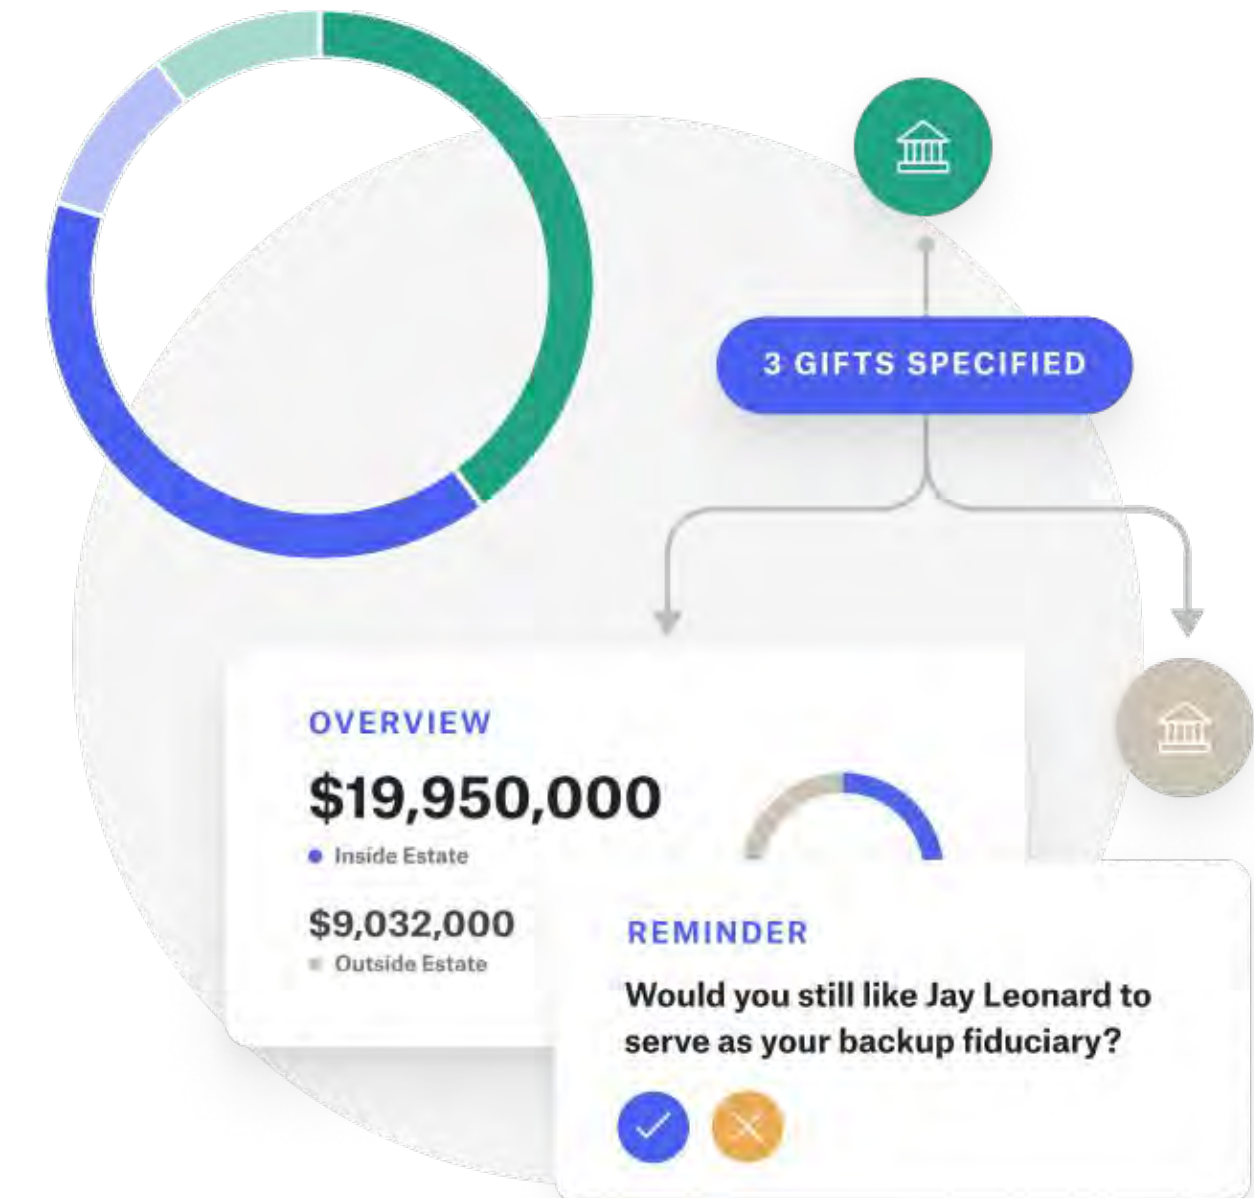 3 GIFTS SPECIFIED
OVERVIEW
$19,950,000
Inside Estate
$9,032,000
Outside Estate
REMINDER
Would you still like Jay Leonard to
serve as your backup fiduciary?